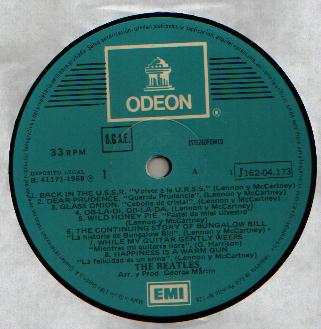 ODEON
®
33 RPM
S.G.A.E.
ESTEREOFONICO
DEPOSITO LEGAL
B. 41171-1968 ℗
I
A
1J162-04.173
1. BACK IN THE U.S.S.R. "Volver a la U.R.S.S." (Lennon y McCartney)
2. DEAR PRUDENCE. "Querida Prudencia". (Lennon y McCartney)
3. GLASS ONION. "Cebolla de cristal". (Lennon y McCartney)
4. OB-LA-DI, OB-LA-DA. (Lennon y McCartney)
5. WILD HONEY PIE. "Pastel de miel silvestre"
(Lennon y McCartney)
6. THE CONTINUING STORY OF BUNGALOW BILL
"La historia de Bungalow Bill". (Lennon y McCartney)
7. WHILE MY GUITAR GENTLY WEEPS
"Mientras mi guitarra llora". (G. Harrison)
8. HAPPINESS IS A WARM GUN
"La felicidad es un arma". (Lennon y McCartney)
THE BEATLES
Arr. y Prod. George Martin
EMI